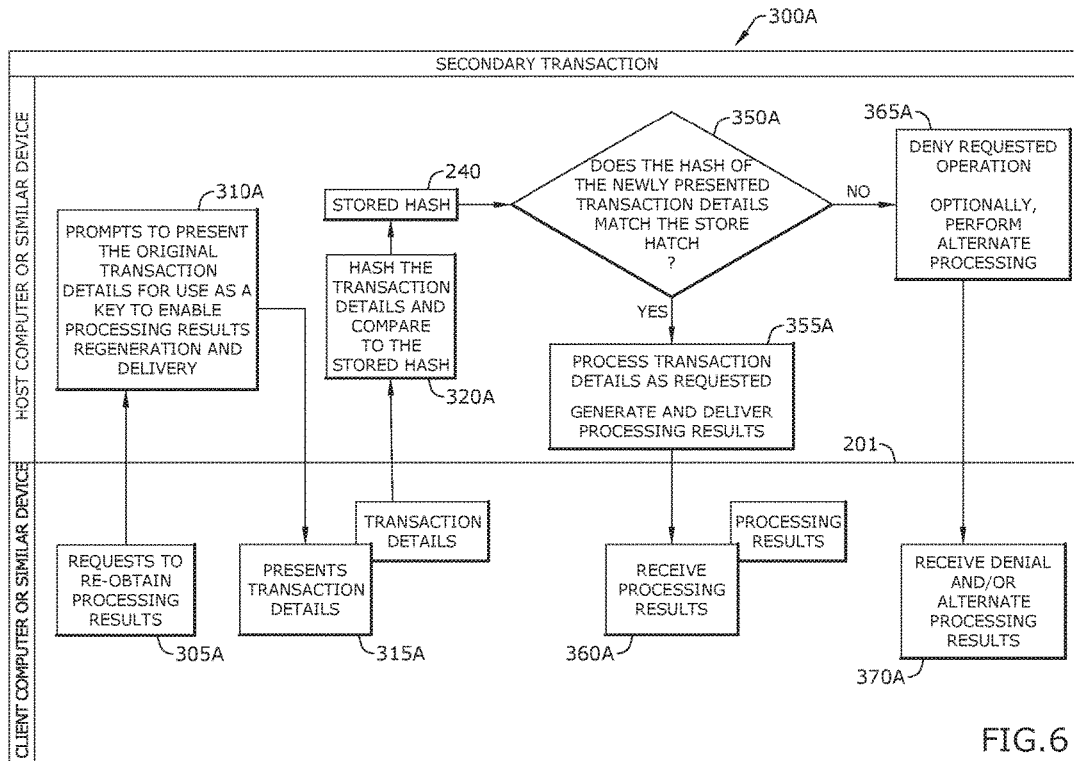 300A
SECONDARY TRANSACTION
HOST COMPUTER OR SIMILAR DEVICE
310A
PROMPTS TO PRESENT
THE ORIGINAL
TRANSACTION
DETAILS FOR USE AS A
KEY TO ENABLE
PROCESSING RESULTS
REGENERATION AND
DELIVERY
240
STORED HASH
HASH THE
TRANSACTION
DETAILS AND
COMPARE
TO THE
STORED HASH
320A
350A
DOES THE HASH OF
THE NEWLY PRESENTED
TRANSACTION DETAILS
MATCH THE STORE
HATCH
?
NO
YES
365A
DENY REQUESTED
OPERATION
OPTIONALLY,
PERFORM
ALTERNATE
PROCESSING
355A
PROCESS TRANSACTION
DETAILS AS REQUESTED
GENERATE AND DELIVER
PROCESSING RESULTS
201
CLIENT COMPUTER OR SIMILAR DEVICE
REQUESTS TO
RE-OBTAIN
PROCESSING
RESULTS
305A
TRANSACTION
DETAILS
PRESENTS
TRANSACTION
DETAILS
315A
PROCESSING
RESULTS
RECEIVE
PROCESSING
RESULTS
360A
RECEIVE DENIAL
AND/OR
ALTERNATE
PROCESSING
RESULTS
370A
FIG.6